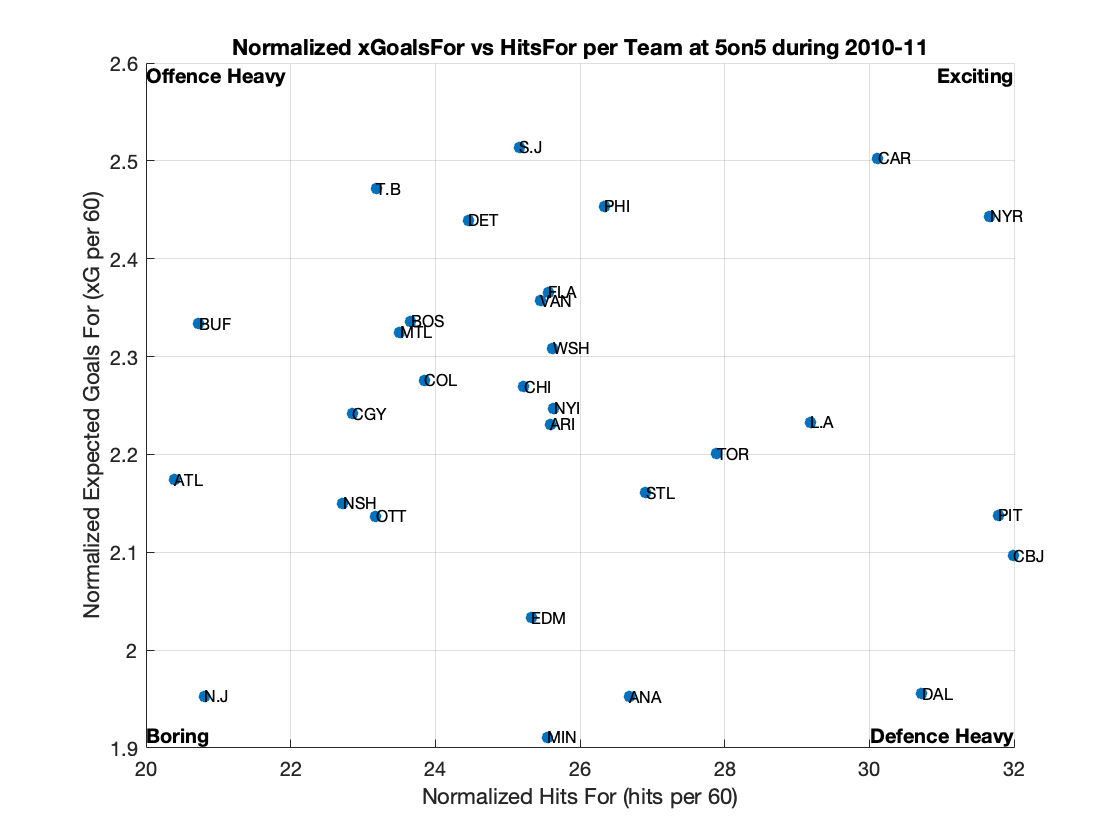 Normalized xGoalsFor vs HitsFor per Team at 5on5 during 2010-11
2.6
Offence Heavy
Exciting
S.J
2.5
CAR
T.B
PHI
NYR
DET
2.4
FLA
VAN
BUF
BOS
MTL
2.3
WSH
COL
CHI
NYI
CGY
ARI
L.A
2.2
TOR
ATL
STL
NSH
OTT
PIT
2.1
CBJ
EDM
2
N.J
ANA
DAL
Boring
MIN
Defence Heavy
1.9
20
22
24
26
28
30
32
Normalized Hits For (hits per 60)
Normalized Expected Goals For (xG per 60)